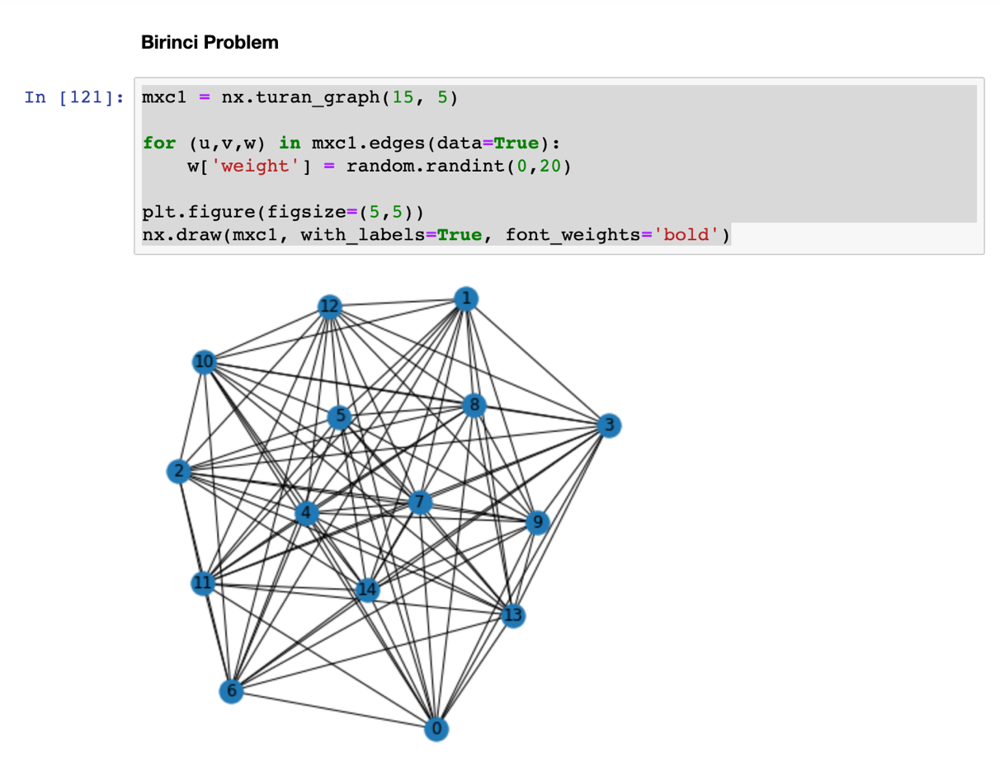 Birinci Problem
In [121]: mxc1 = nx.turan_graph(15, 5)
for (u,v,w) in mxc1.edges(data=True):
    w['weight'] = random.randint(0,20)
plt.figure(figsize=(5,5))
nx.draw(mxc1, with_labels=True, font_weights='bold')
12
1
10
8
5
3
2
7
4
9
11
14
13
6
0